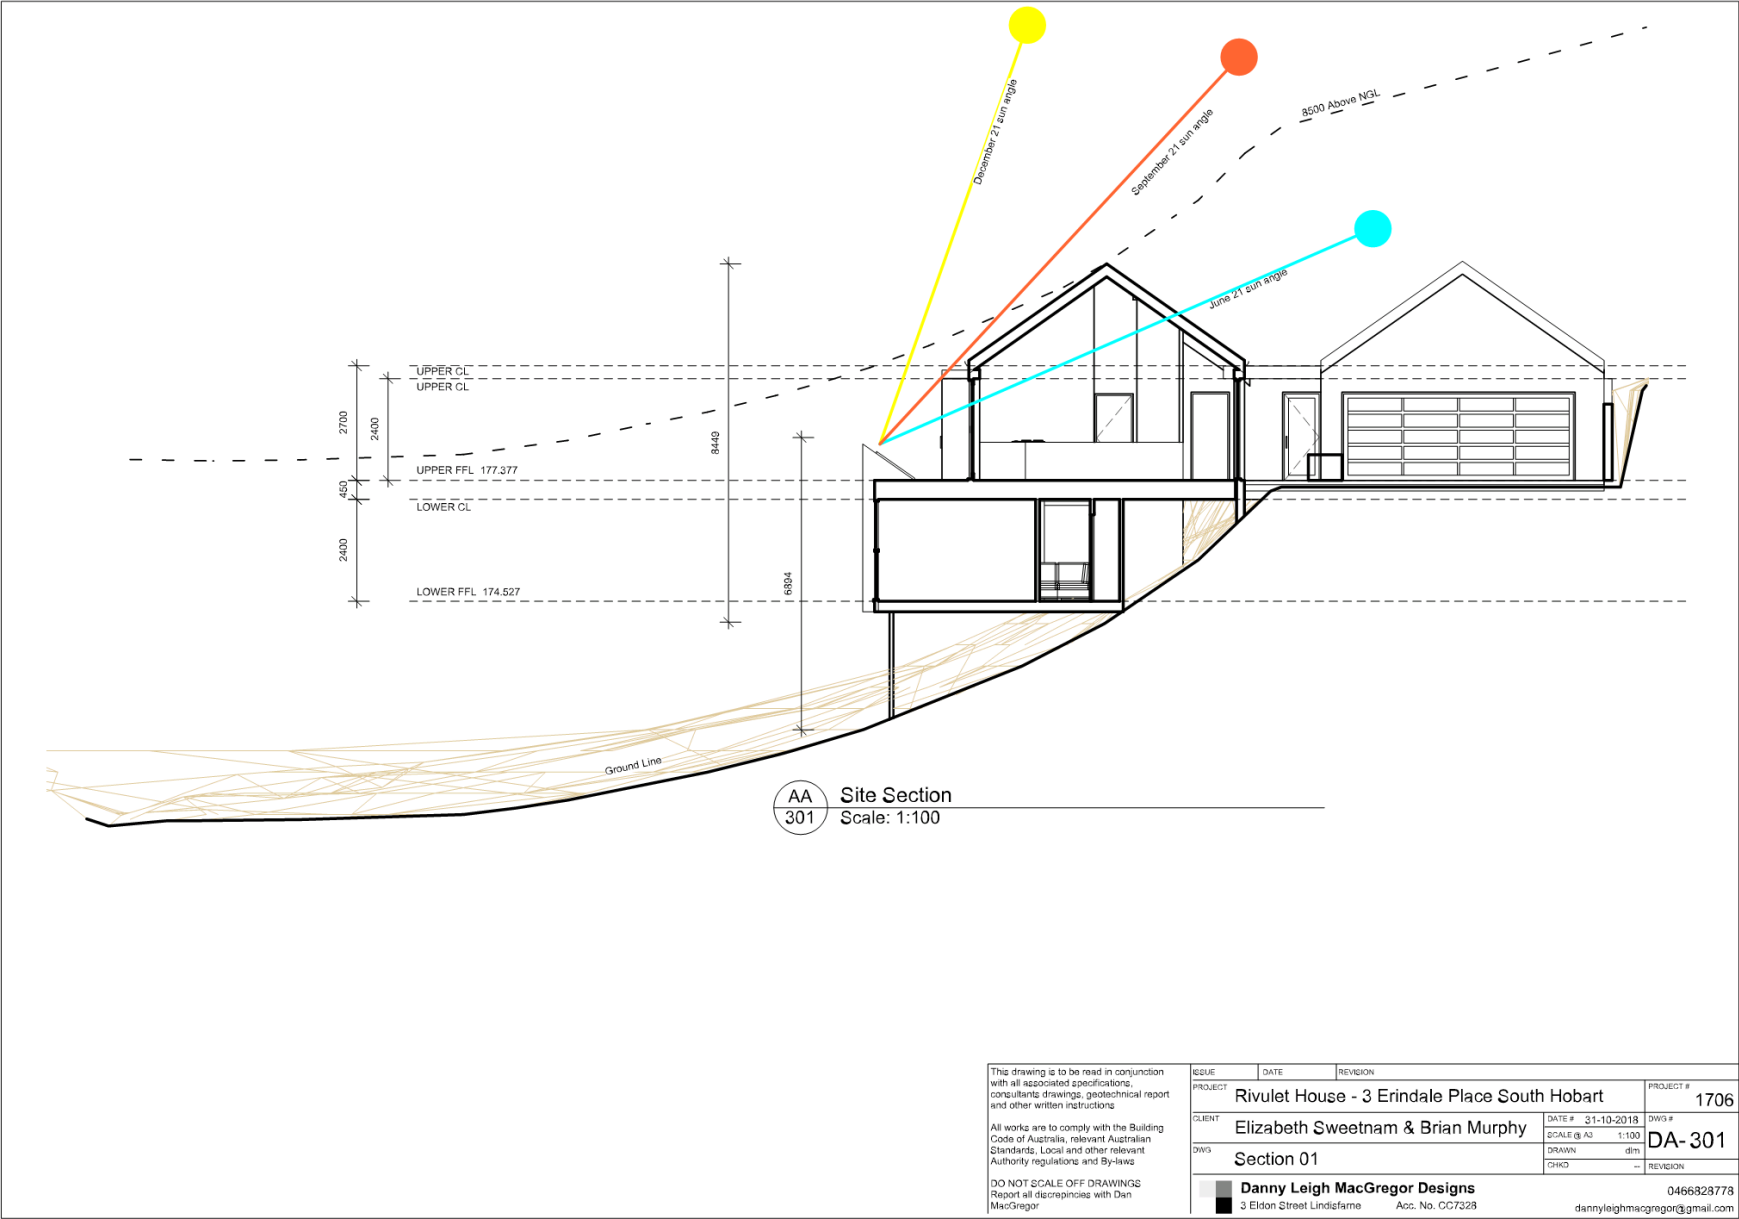 December 21 sun angle
September 21 sun angle
8500 Above NGL
June 21 sun angle
UPPER CL
UPPER CL
2700
2400
8449
UPPER FFL 177.377
450
LOWER CL
2400
6894
LOWER FFL 174.527
Ground Line
AA
301
Site Section
Scale: 1:100
This drawing is to be read in conjunction
with all associated specifications,
consultants drawings, geotechnical report
and other written instructions
All works are to comply with the Building
Code of Australia, relevant Australian
Standards, Local and other relevant
Authority regulations and By-laws
DO NOT SCALE OFF DRAWINGS
Report all discrepincies with Dan
MacGregor
ISSUE DATE REVISION
PROJECT Rivulet House - 3 Erindale Place South Hobart
PROJECT # 1706
CLIENT Elizabeth Sweetnam & Brian Murphy
DATE # 31-10-2018
SCALE @ A3 1:100
DRAWN dlm
CHKD --
DWG # DA-301
REVISION
DWG Section 01
Danny Leigh MacGregor Designs
3 Eldon Street Lindisfarne Acc. No. CC7328
0466828778
dannyleighmacgregor@gmail.com